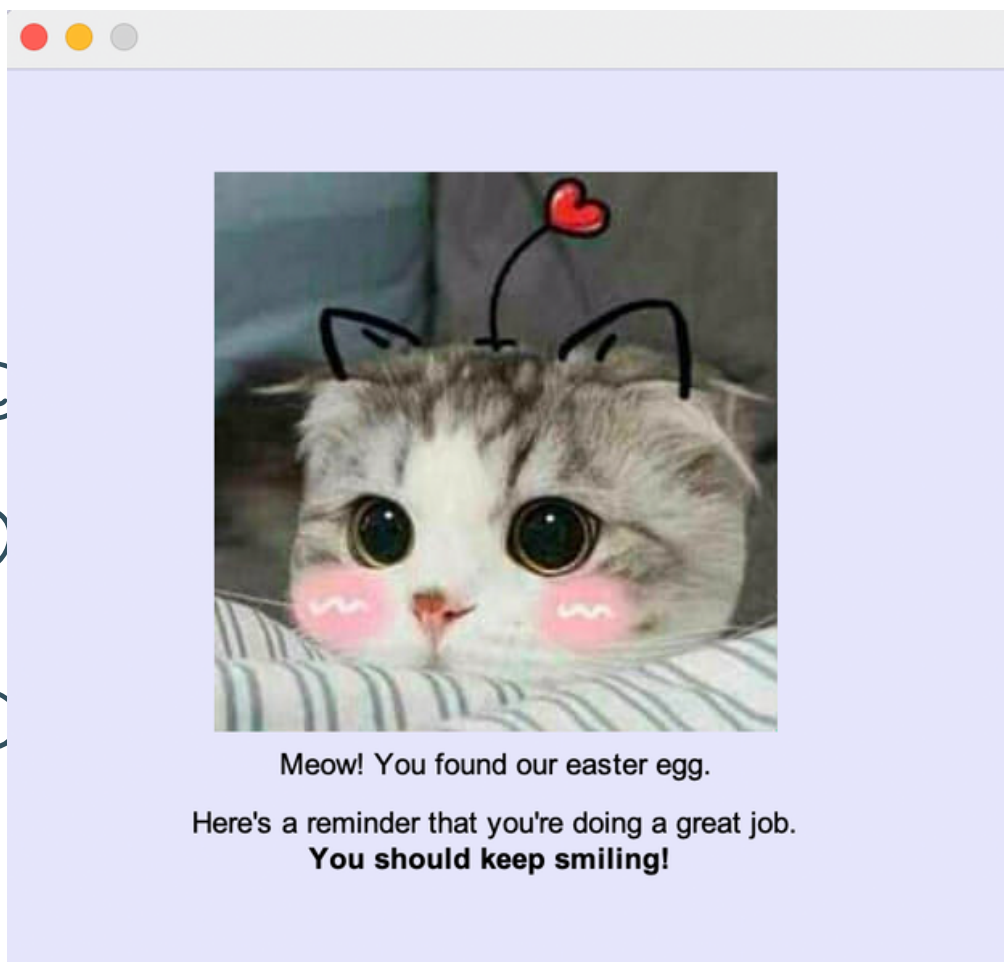 Meow! You found our easter egg.
Here's a reminder that you're doing a great job.
You should keep smiling!